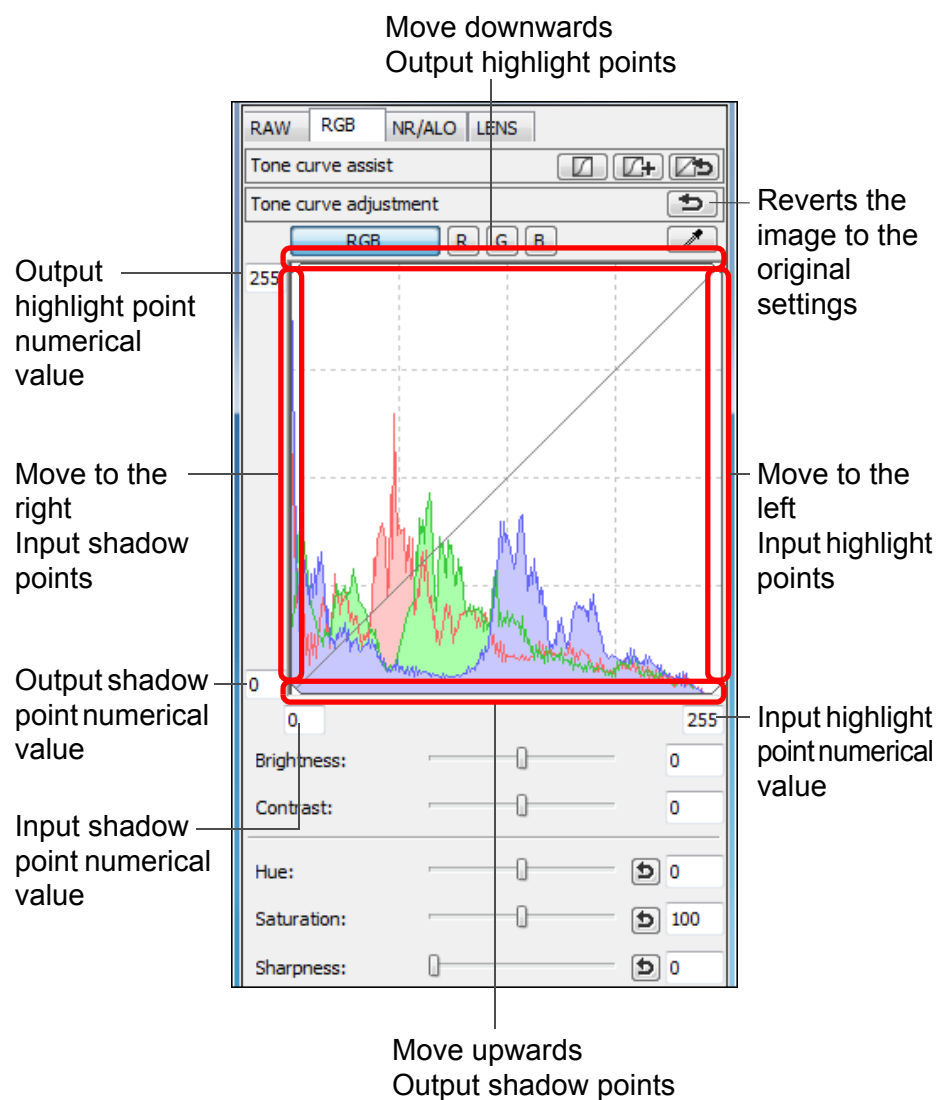 Move downwards
Output highlight points
RAW RGB NR/ALO LENS
Tone curve assist
Tone curve adjustment
RGB R G B
Reverts the
image to the
original
settings
Output
highlight point
numerical
value
255
Move to the
right
Input shadow
points
Move to the
left
Input highlight
points
Output shadow
point numerical
value
0
0
255
Input highlight
point numerical
value
Input shadow
point numerical
value
Brightness: 0
Contrast: 0
Hue: 0
Saturation: 100
Sharpness: 0
Move upwards
Output shadow points